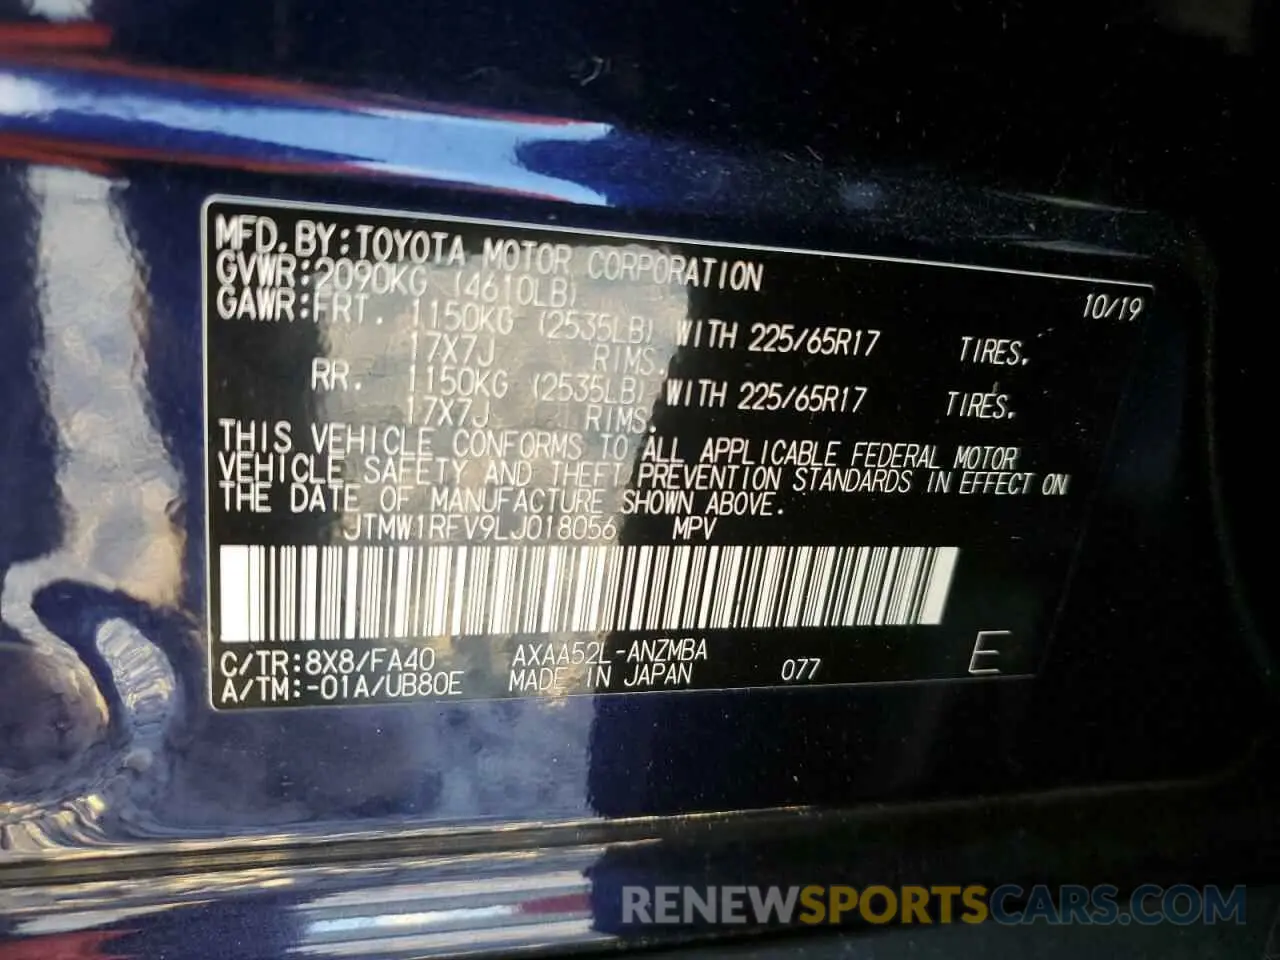 MFD.BY:TOYOTA MOTOR CORPORATION 10/19
GVWR:2090KG (4610LB)
GAWR:FRT. 1150KG (2535LB) WITH 225/65R17 TIRES,
17X7J RIMS.
RR. 1150KG (2535LB) WITH 225/65R17 TIRES,
17X7J RIMS.
THIS VEHICLE CONFORMS TO ALL APPLICABLE FEDERAL MOTOR
VEHICLE SAFETY AND THEFT PREVENTION STANDARDS IN EFFECT ON
THE DATE OF MANUFACTURE SHOWN ABOVE.
JTMW1RFV9LJ018056 MPV
C/TR:8X8/FA40 AXAA52L-ANZMBA
A/TM:-01A/UB80E MADE IN JAPAN 077 E
RENEWSPORTSCARS.COM